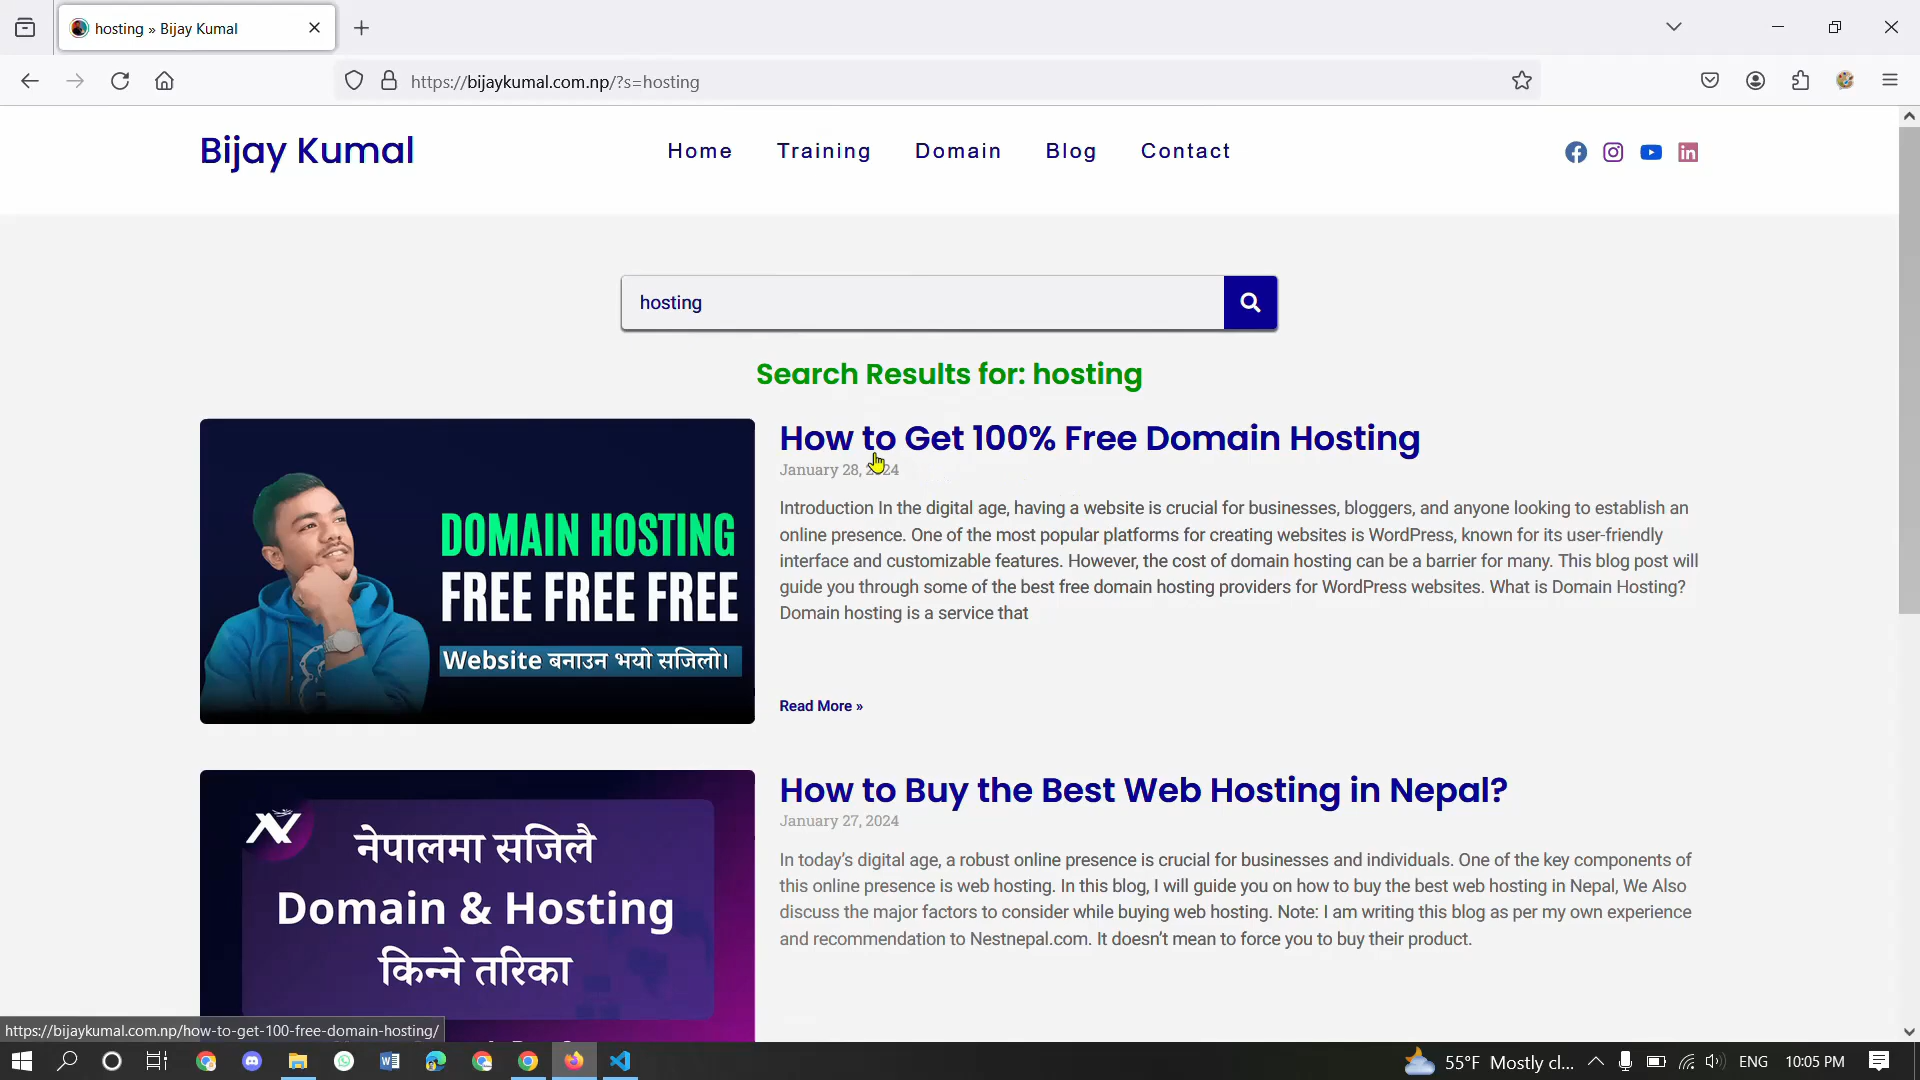 hosting » Bijay Kumal
https://bijaykumal.com.np/?s=hosting
Bijay Kumal
Home
Training
Domain
Blog
Contact
hosting
Search Results for: hosting
DOMAIN HOSTING
FREE FREE FREE
Website बनाउन भयो सजिलो।
How to Get 100% Free Domain Hosting
January 28, 2024
Introduction In the digital age, having a website is crucial for businesses, bloggers, and anyone looking to establish an
online presence. One of the most popular platforms for creating websites is WordPress, known for its user-friendly
interface and customizable features. However, the cost of domain hosting can be a barrier for many. This blog post will
guide you through some of the best free domain hosting providers for WordPress websites. What is Domain Hosting?
Domain hosting is a service that
Read More »
नेपालमा सजिलै
Domain & Hosting
किन्ने तरिका
How to Buy the Best Web Hosting in Nepal?
January 27, 2024
In today’s digital age, a robust online presence is crucial for businesses and individuals. One of the key components of
this online presence is web hosting. In this blog, I will guide you on how to buy the best web hosting in Nepal, We Also
discuss the major factors to consider while buying web hosting. Note: I am writing this blog as per my own experience
and recommendation to Nestnepal.com. It doesn’t mean to force you to buy their product.
https://bijaykumal.com.np/how-to-get-100-free-domain-hosting/
55°F Mostly cl...
ENG
10:05 PM